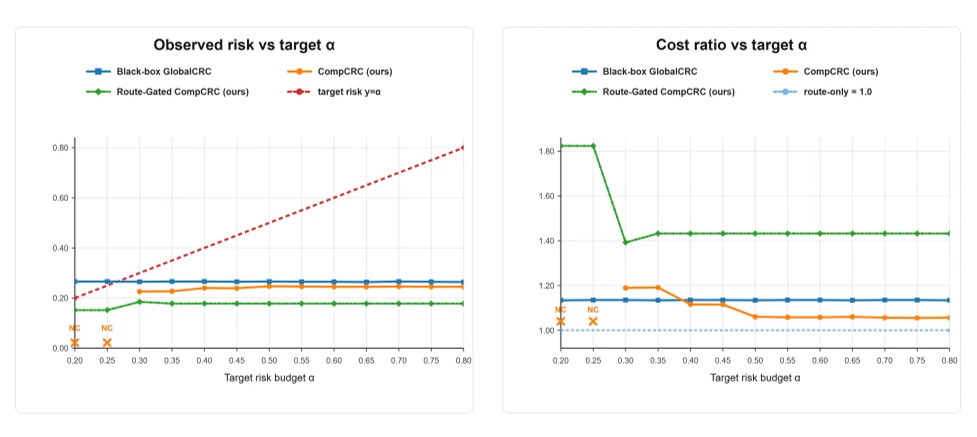 Observed risk vs target α
Black-box GlobalCRC
CompCRC (ours)
Route-Gated CompCRC (ours)
target risk y=α
0.80
0.60
0.40
0.20
0.00
NC
NC
0.20 0.25 0.30 0.35 0.40 0.45 0.50 0.55 0.60 0.65 0.70 0.75 0.80
Target risk budget α
Cost ratio vs target α
Black-box GlobalCRC
CompCRC (ours)
Route-Gated CompCRC (ours)
route-only = 1.0
1.80
1.60
1.40
1.20
1.00
NC
NC
0.20 0.25 0.30 0.35 0.40 0.45 0.50 0.55 0.60 0.65 0.70 0.75 0.80
Target risk budget α